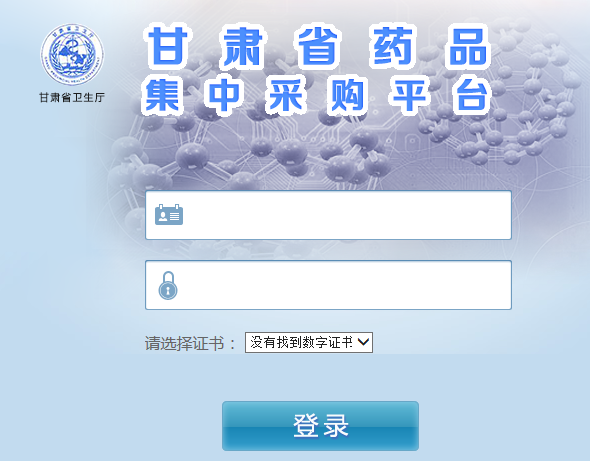 甘肃省药品
集中采购平台
甘肃省卫生厅
请选择证书：
没有找到数字证书
登录